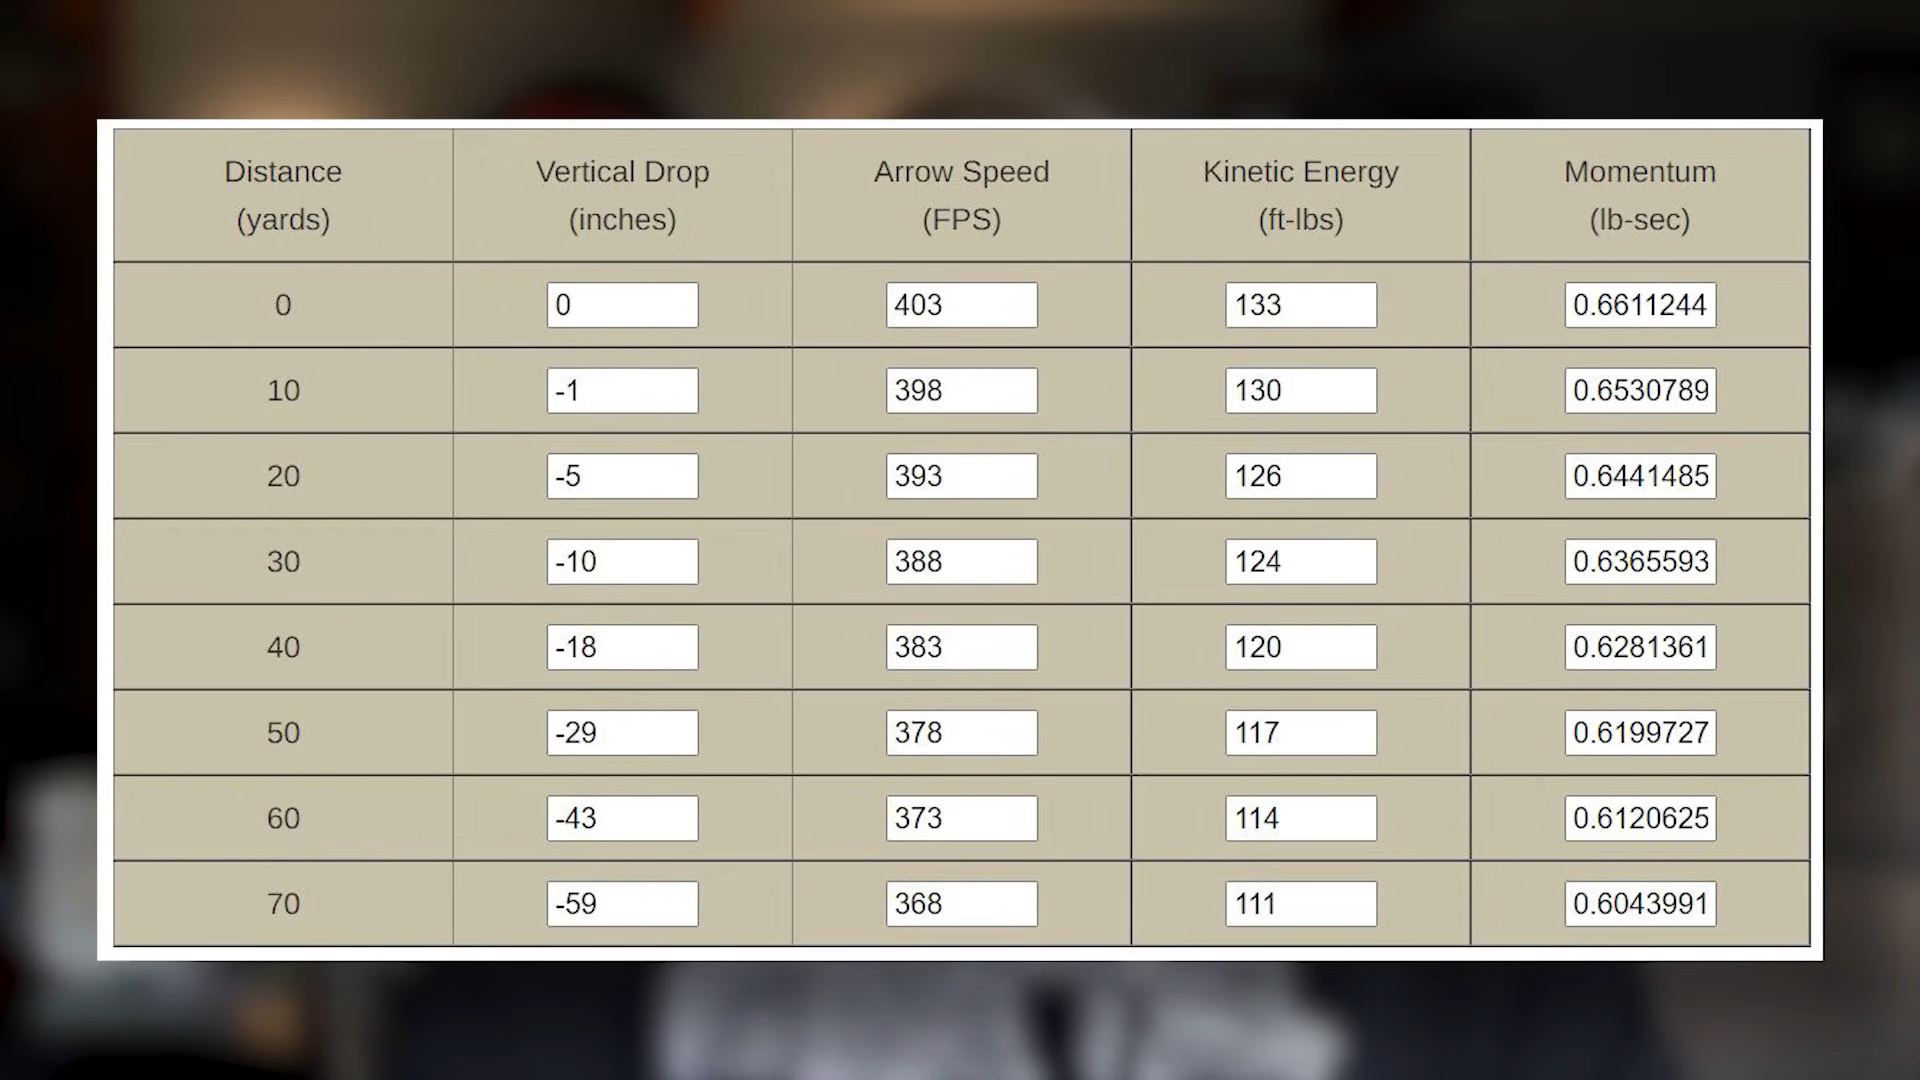 Distance Vertical Drop Arrow Speed Kinetic Energy Momentum
(yards) (inches) (FPS) (ft-lbs) (lb-sec)
0 0 403 133 0.6611244
10 -1 398 130 0.6530789
20 -5 393 126 0.6441485
30 -10 388 124 0.6365593
40 -18 383 120 0.6281361
50 -29 378 117 0.6199727
60 -43 373 114 0.6120625
70 -59 368 111 0.6043991